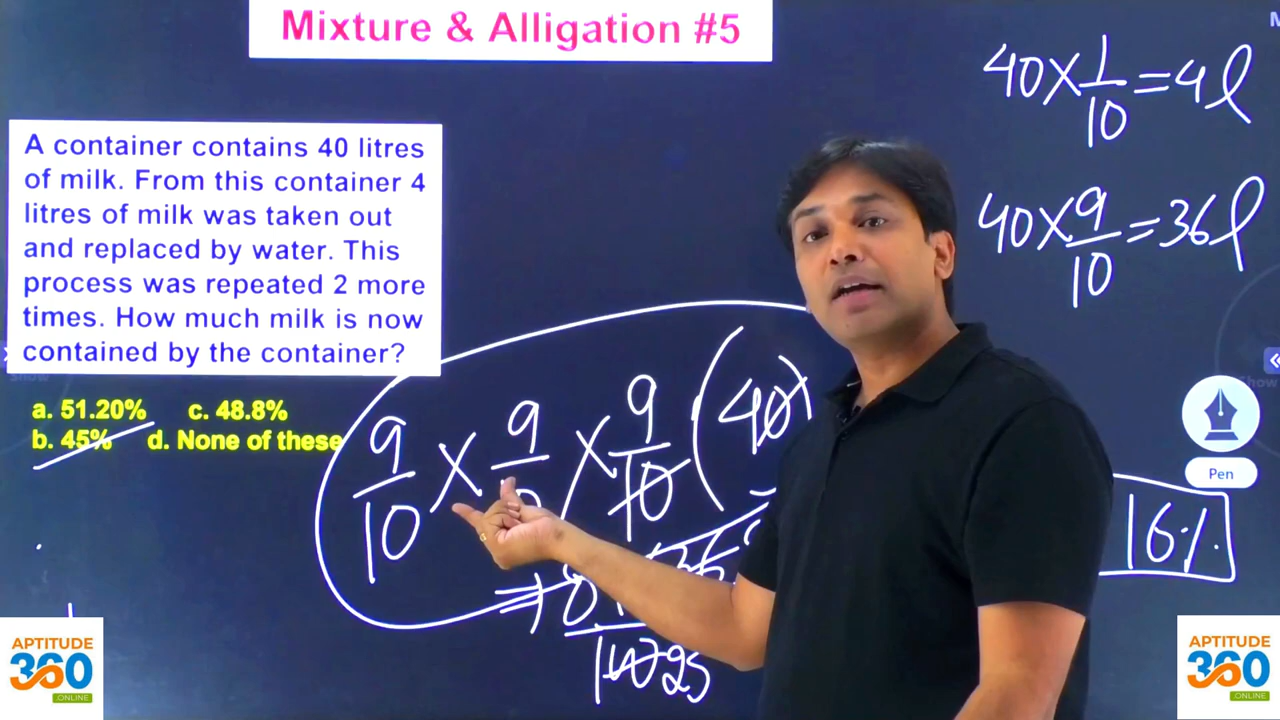 Mixture & Alligation #5
A container contains 40 litres
of milk. From this container 4
litres of milk was taken out
and replaced by water. This
process was repeated 2 more
times. How much milk is now
contained by the container?
a. 51.20% c. 48.8%
b. 45% d. None of these
40×1/10=4l
40×9/10=36l
9/10 × 9/10 × 9/10 (40
16%
Show
Pen
APTITUDE
360
ONLINE
APTITUDE
360
ONLINE